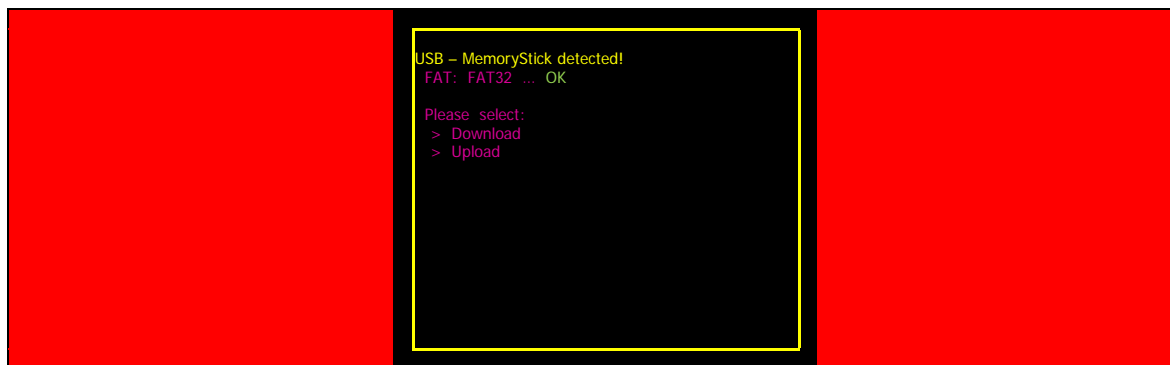 USB – MemoryStick detected!
FAT: FAT32 ... OK
Please select:
> Download
> Upload